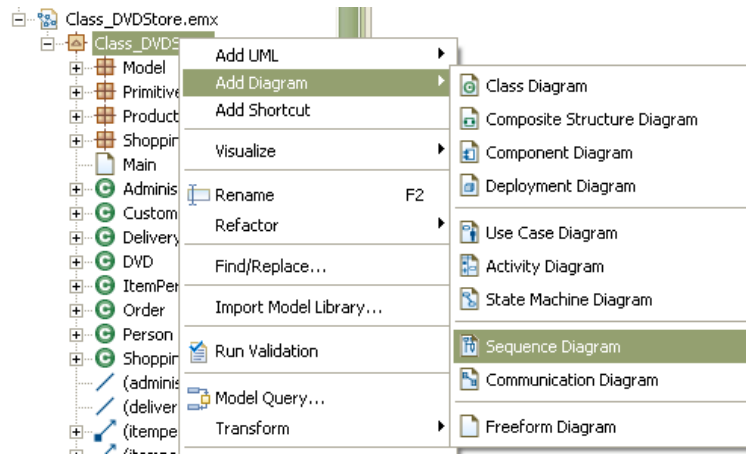 Class_DVDStore.emx
Class_DVDS
Model
Primitive
Product
Shoppin
Main
Adminis
Custom
Delivery
DVD
ItemPer
Order
Person
Shoppin
(adminis
(deliver
(itempe
Add UML
Add Diagram
Add Shortcut
Visualize
Rename F2
Refactor
Find/Replace...
Import Model Library...
Run Validation
Model Query...
Transform
Class Diagram
Composite Structure Diagram
Component Diagram
Deployment Diagram
Use Case Diagram
Activity Diagram
State Machine Diagram
Sequence Diagram
Communication Diagram
Freeform Diagram